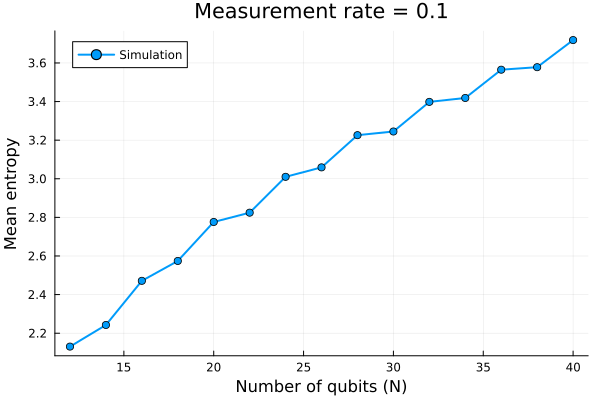 Measurement rate = 0.1
Simulation
Mean entropy
3.6
3.4
3.2
3.0
2.8
2.6
2.4
2.2
15 20 25 30 35 40
Number of qubits (N)